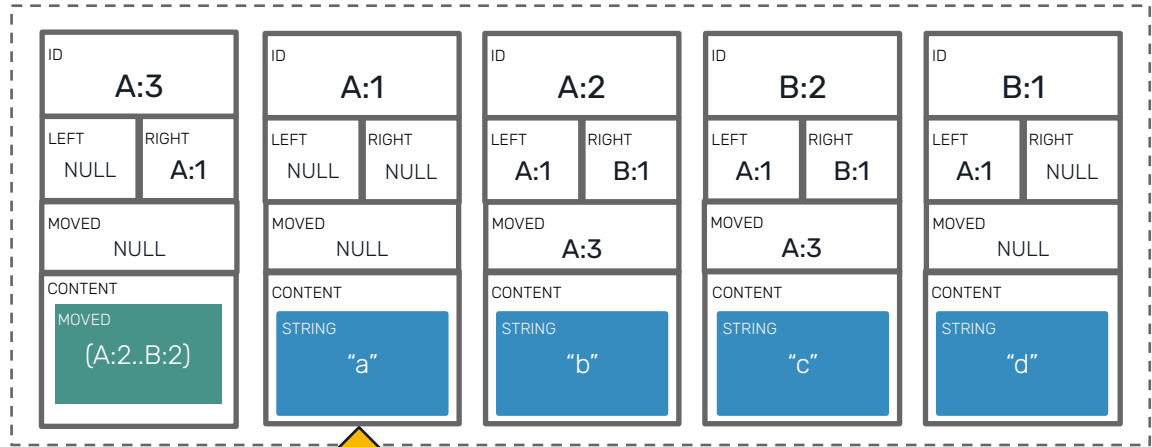 ID
A:3
LEFT
NULL
RIGHT
A:1
MOVED
NULL
CONTENT
MOVED
(A:2..B:2)
ID
A:1
LEFT
NULL
RIGHT
NULL
MOVED
NULL
CONTENT
STRING
“a”
ID
A:2
LEFT
A:1
RIGHT
B:1
MOVED
A:3
CONTENT
STRING
“b”
ID
B:2
LEFT
A:1
RIGHT
B:1
MOVED
A:3
CONTENT
STRING
“c”
ID
B:1
LEFT
A:1
RIGHT
NULL
MOVED
NULL
CONTENT
STRING
“d”